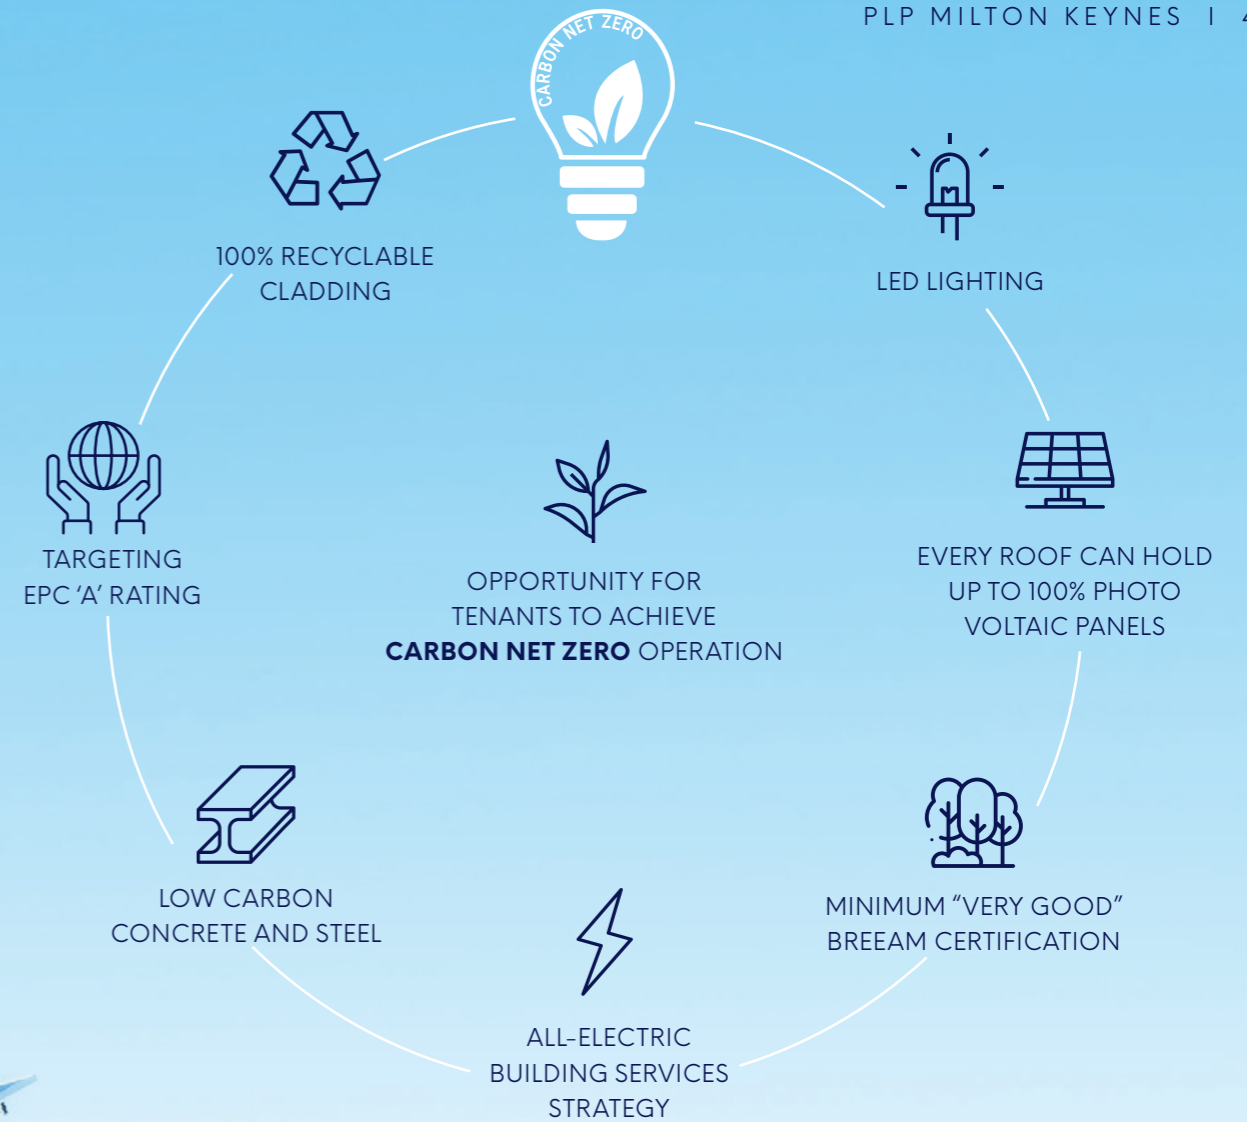 PLP MILTON KEYNES | 4
CARBON NET ZERO
100% RECYCLABLE
CLADDING
LED LIGHTING
TARGETING
EPC ‘A’ RATING
OPPORTUNITY FOR
TENANTS TO ACHIEVE
CARBON NET ZERO OPERATION
EVERY ROOF CAN HOLD
UP TO 100% PHOTO
VOLTAIC PANELS
LOW CARBON
CONCRETE AND STEEL
MINIMUM “VERY GOOD”
BREEAM CERTIFICATION
ALL-ELECTRIC
BUILDING SERVICES
STRATEGY